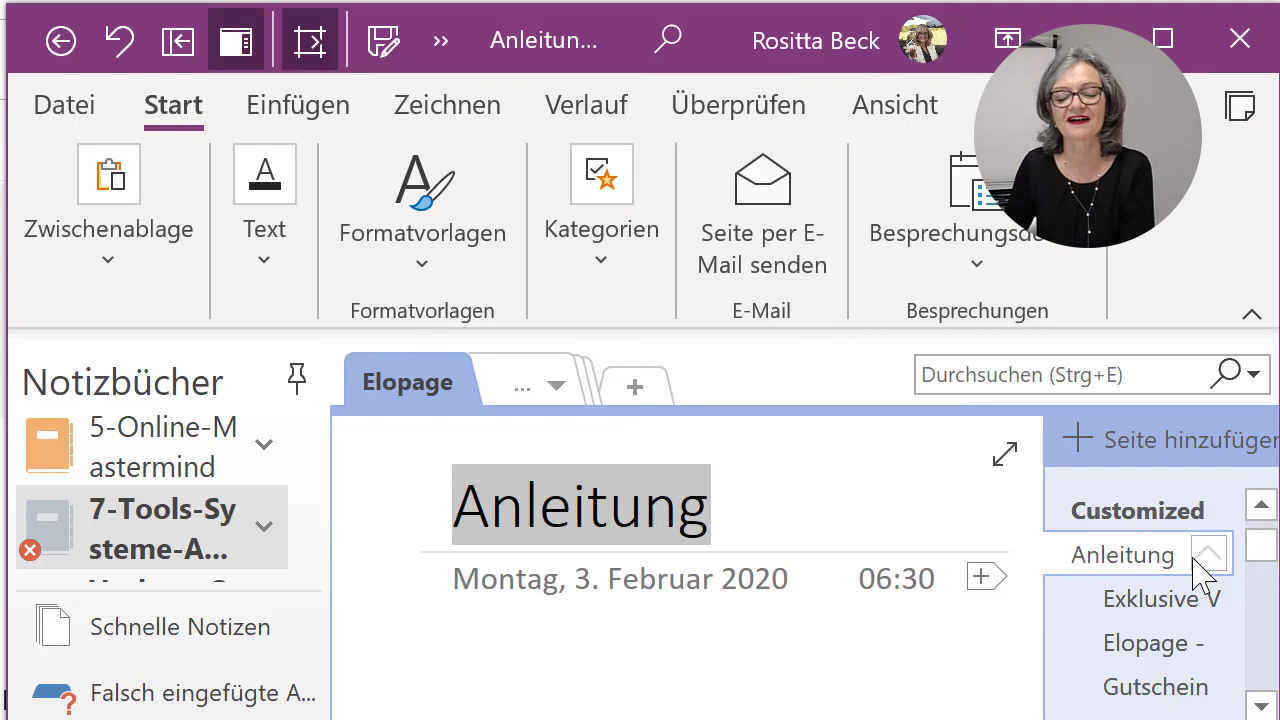 Anleitun...
Rositta Beck
Datei
Start
Einfügen
Zeichnen
Verlauf
Überprüfen
Ansicht
Zwischenablage
Text
Formatvorlagen
Kategorien
Seite per E-
Mail senden
Formatvorlagen
E-Mail
Besprechungen
Notizbücher
5-Online-M
astermind
7-Tools-Sy
steme-A...
Schnelle Notizen
Falsch eingefügte A...
Elopage
...
Durchsuchen (Strg+E)
Anleitung
Montag, 3. Februar 2020
06:30
Seite hinzufügen
Customized
Anleitung
Exklusive V
Elopage -
Gutschein